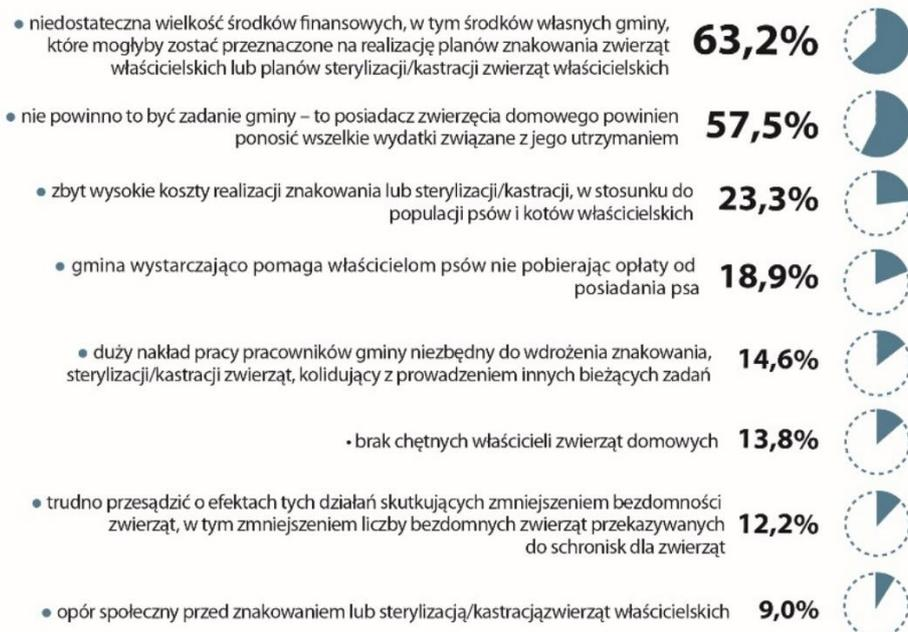 • niedostateczna wielkość środków finansowych, w tym środków własnych gminy,
które mogłyby zostać przeznaczone na realizację planów znakowania zwierząt
właścicielskich lub planów sterylizacji/kastracji zwierząt właścicielskich
63,2%
• nie powinno to być zadanie gminy – to posiadacz zwierzęcia domowego powinien
ponosić wszelkie wydatki związane z jego utrzymaniem
57,5%
• zbyt wysokie koszty realizacji znakowania lub sterylizacji/kastracji, w stosunku do
populacji psów i kotów właścicielskich
23,3%
• gmina wystarczająco pomaga właścicielom psów nie pobierając opłaty od
posiadania psa
18,9%
• duży nakład pracy pracowników gminy niezbędny do wdrożenia znakowania,
sterylizacji/kastracji zwierząt, kolidujący z prowadzeniem innych bieżących zadań
14,6%
• brak chętnych właścicieli zwierząt domowych
13,8%
• trudno przesądzić o efektach tych działań skutkujących zmniejszeniem bezdomności
zwierząt, w tym zmniejszeniem liczby bezdomnych zwierząt przekazywanych
do schronisk dla zwierząt
12,2%
• opór społeczny przed znakowaniem lub sterylizacją/kastracjązwierząt właścicielskich
9,0%